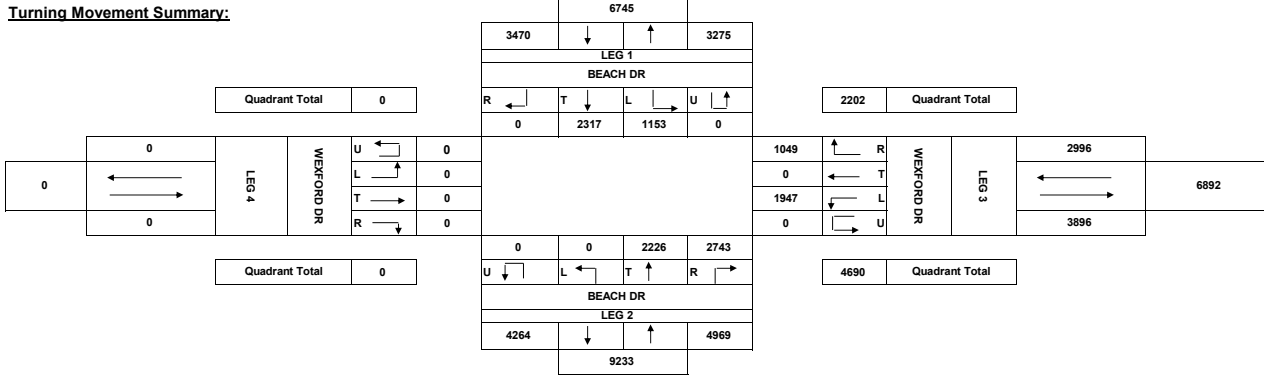 Turning Movement Summary:
6745
3470 3275
LEG 1
BEACH DR
Quadrant Total 0
R T L U
2202 Quadrant Total
0 2317 1153 0
0 U 0
L 0
0 T 0
0 R 0
LEG 4
WEXFORD DR
1049 R 2996
0 T
1947 L 6892
0 U 3896
WEXFORD DR
LEG 3
0 0 2226 2743
Quadrant Total 0
U L T R
4690 Quadrant Total
BEACH DR
LEG 2
4264 4969
9233